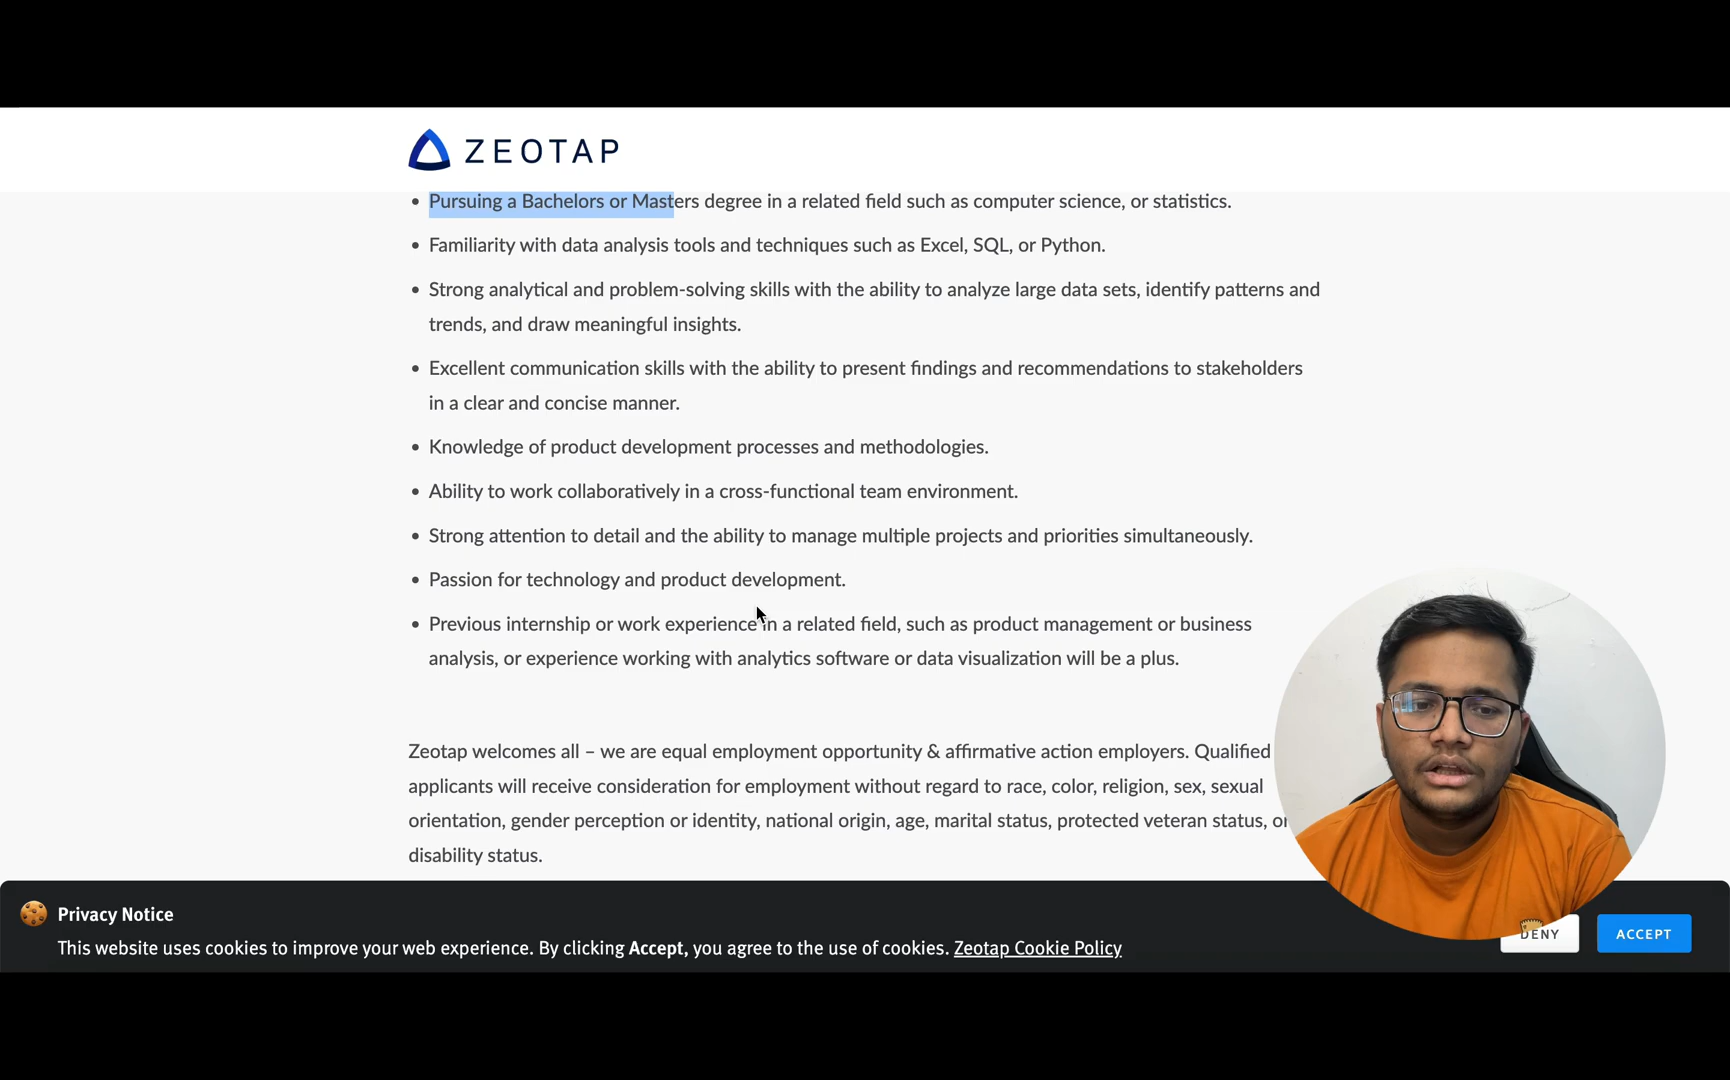 ZEOTAP
• Pursuing a Bachelors or Masters degree in a related field such as computer science, or statistics.
• Familiarity with data analysis tools and techniques such as Excel, SQL, or Python.
• Strong analytical and problem-solving skills with the ability to analyze large data sets, identify patterns and
trends, and draw meaningful insights.
• Excellent communication skills with the ability to present findings and recommendations to stakeholders
in a clear and concise manner.
• Knowledge of product development processes and methodologies.
• Ability to work collaboratively in a cross-functional team environment.
• Strong attention to detail and the ability to manage multiple projects and priorities simultaneously.
• Passion for technology and product development.
• Previous internship or work experience in a related field, such as product management or business
analysis, or experience working with analytics software or data visualization will be a plus.
Zeotap welcomes all – we are equal employment opportunity & affirmative action employers. Qualified
applicants will receive consideration for employment without regard to race, color, religion, sex, sexual
orientation, gender perception or identity, national origin, age, marital status, protected veteran status, or
disability status.
Privacy Notice
This website uses cookies to improve your web experience. By clicking Accept, you agree to the use of cookies. Zeotap Cookie Policy
DENY
ACCEPT